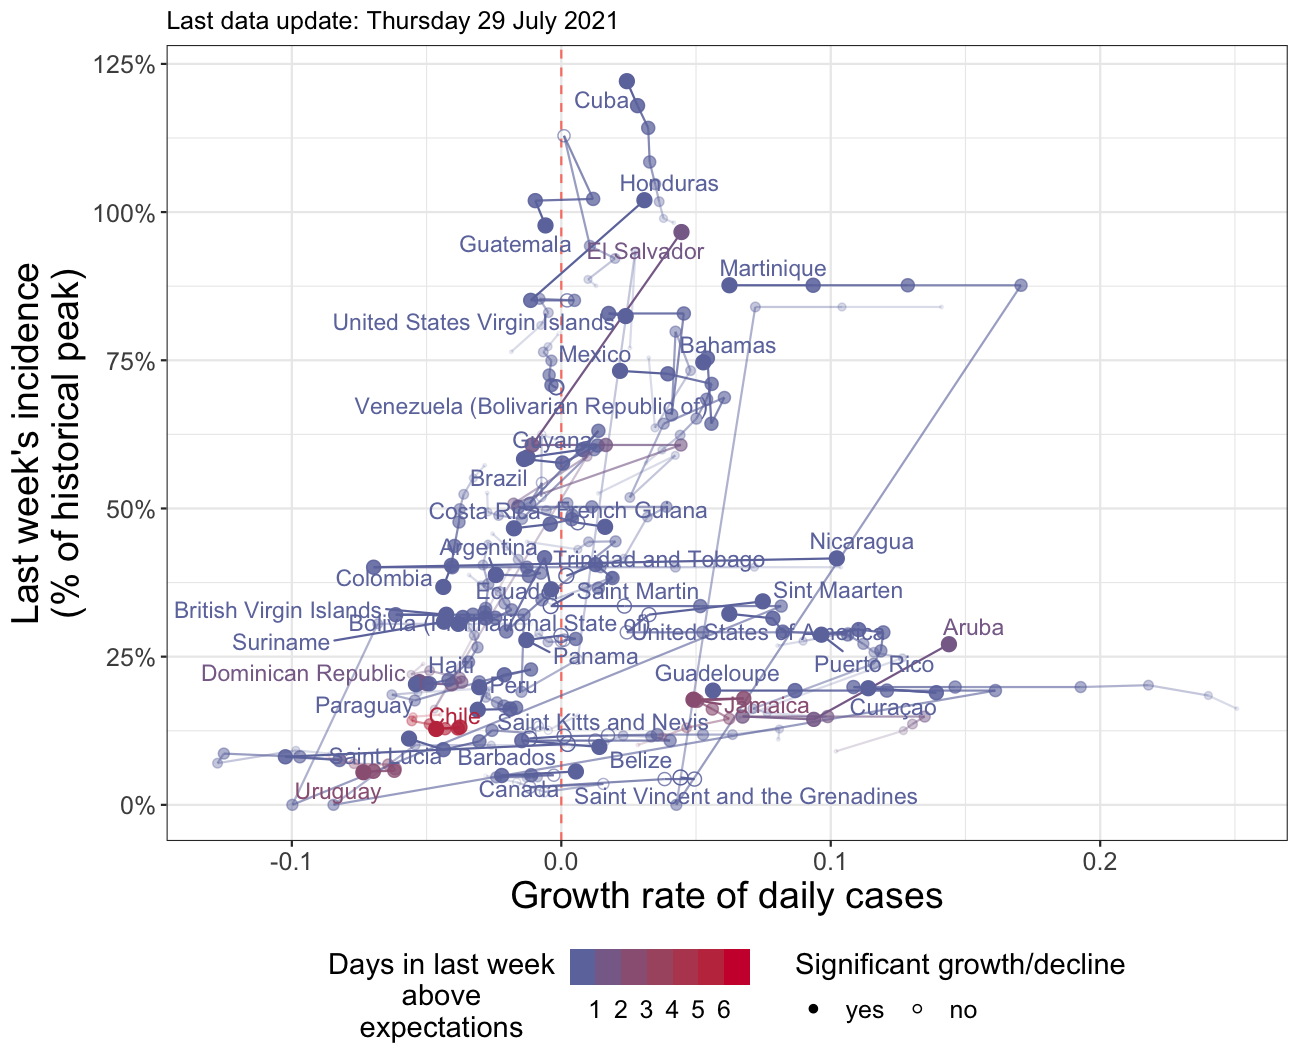 Last data update: Thursday 29 July 2021
125%
100%
75%
50%
25%
0%
Last week's incidence
(% of historical peak)
Cuba
Honduras
Guatemala
El Salvador
Martinique
United States Virgin Islands
Mexico
Bahamas
Venezuela (Bolivarian Republic of)
Guyana
Brazil
Costa Rica
French Guiana
Nicaragua
Argentina
Trinidad and Tobago
Colombia
Ecuador
Saint Martin
Sint Maarten
British Virgin Islands
Bolivia (Plurinational State of)
United States of America
Aruba
Suriname
Panama
Puerto Rico
Dominican Republic
Haiti
Guadeloupe
Peru
Paraguay
Jamaica
Curaçao
Chile
Saint Kitts and Nevis
Saint Lucia
Barbados
Belize
Uruguay
Canada
Saint Vincent and the Grenadines
-0.1
0.0
0.1
0.2
Growth rate of daily cases
Days in last week
above
expectations
1 2 3 4 5 6
Significant growth/decline
yes
no